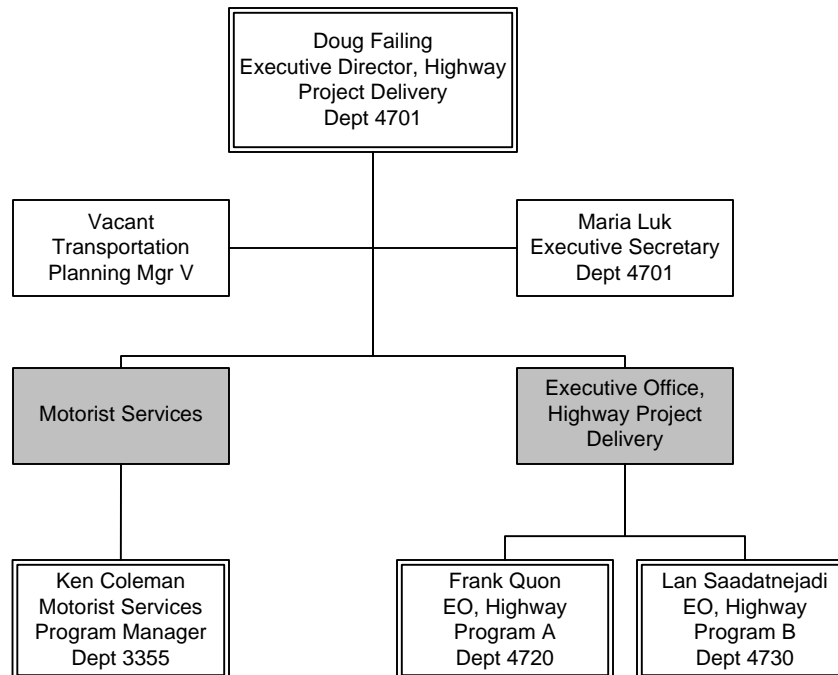 Doug Failing
Executive Director, Highway
Project Delivery
Dept 4701
Vacant
Transportation
Planning Mgr V
Maria Luk
Executive Secretary
Dept 4701
Motorist Services
Executive Office,
Highway Project
Delivery
Ken Coleman
Motorist Services
Program Manager
Dept 3355
Frank Quon
EO, Highway
Program A
Dept 4720
Lan Saadatnejadi
EO, Highway
Program B
Dept 4730